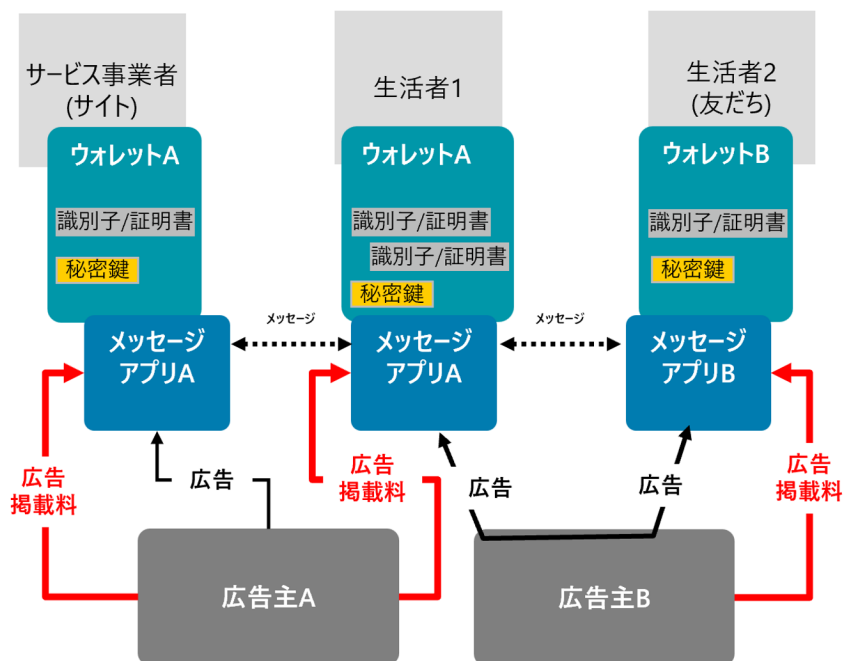 サービス事業者
(サイト)
生活者1
生活者2
(友だち)
ウォレットA
識別子/証明書
秘密鍵
ウォレットA
識別子/証明書
識別子/証明書
秘密鍵
ウォレットB
識別子/証明書
秘密鍵
メッセージ
アプリA
メッセージ
メッセージ
アプリA
メッセージ
メッセージ
アプリB
広告
掲載料
広告
広告
掲載料
広告
広告
広告
掲載料
広告主A
広告主B